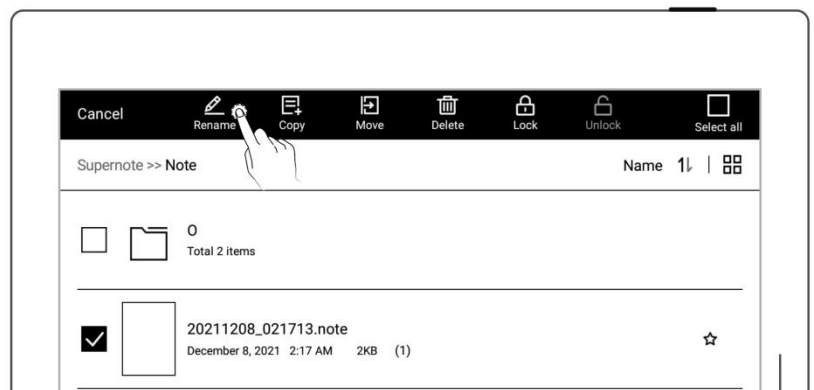 Cancel Rename Copy Move Delete Lock Unlock Select all
Supernote >> Note Name
O
Total 2 items
20211208_021713.note
December 8, 2021 2:17 AM 2KB (1)